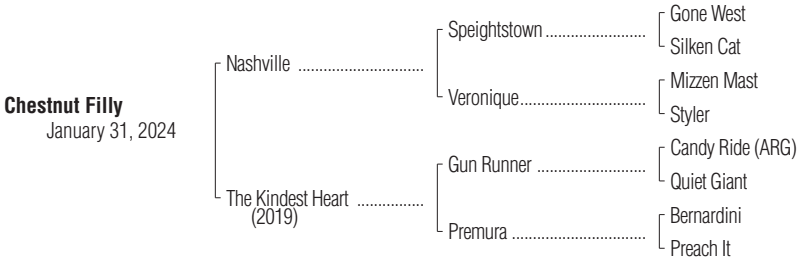 Gone West
Speightstown
Silken Cat
Nashville
Mizzen Mast
Veronique
Styler
Chestnut Filly
January 31, 2024
Candy Ride (ARG)
Gun Runner
Quiet Giant
The Kindest Heart
(2019)
Bernardini
Premura
Preach It